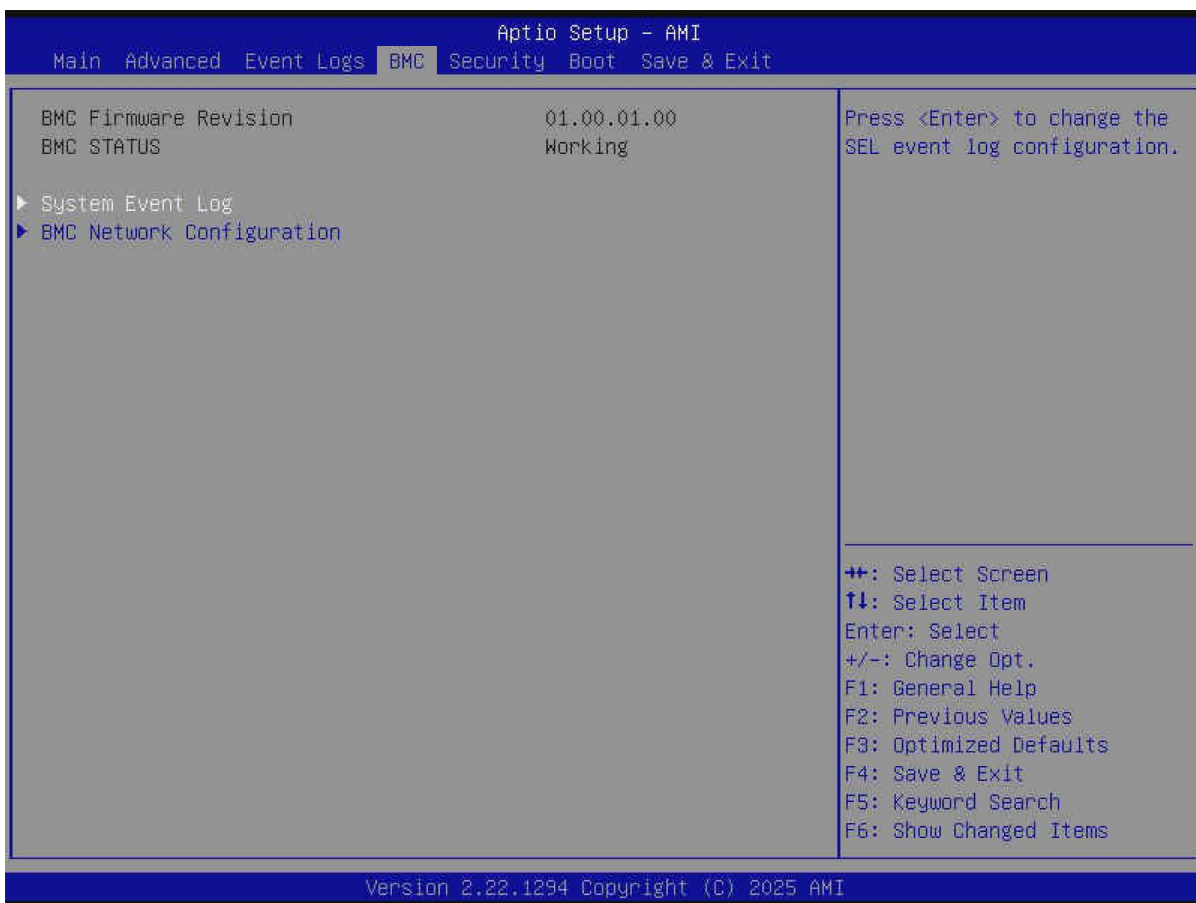 Aptio Setup - AMI
Main Advanced Event Logs BMC Security Boot Save & Exit
BMC Firmware Revision 01.00.01.00
BMC STATUS Working
System Event Log
BMC Network Configuration
Press <Enter> to change the
SEL event log configuration.
→←: Select Screen
↑↓: Select Item
Enter: Select
+/-: Change Opt.
F1: General Help
F2: Previous Values
F3: Optimized Defaults
F4: Save & Exit
F5: Keyword Search
F6: Show Changed Items
Version 2.22.1294 Copyright (C) 2025 AMI